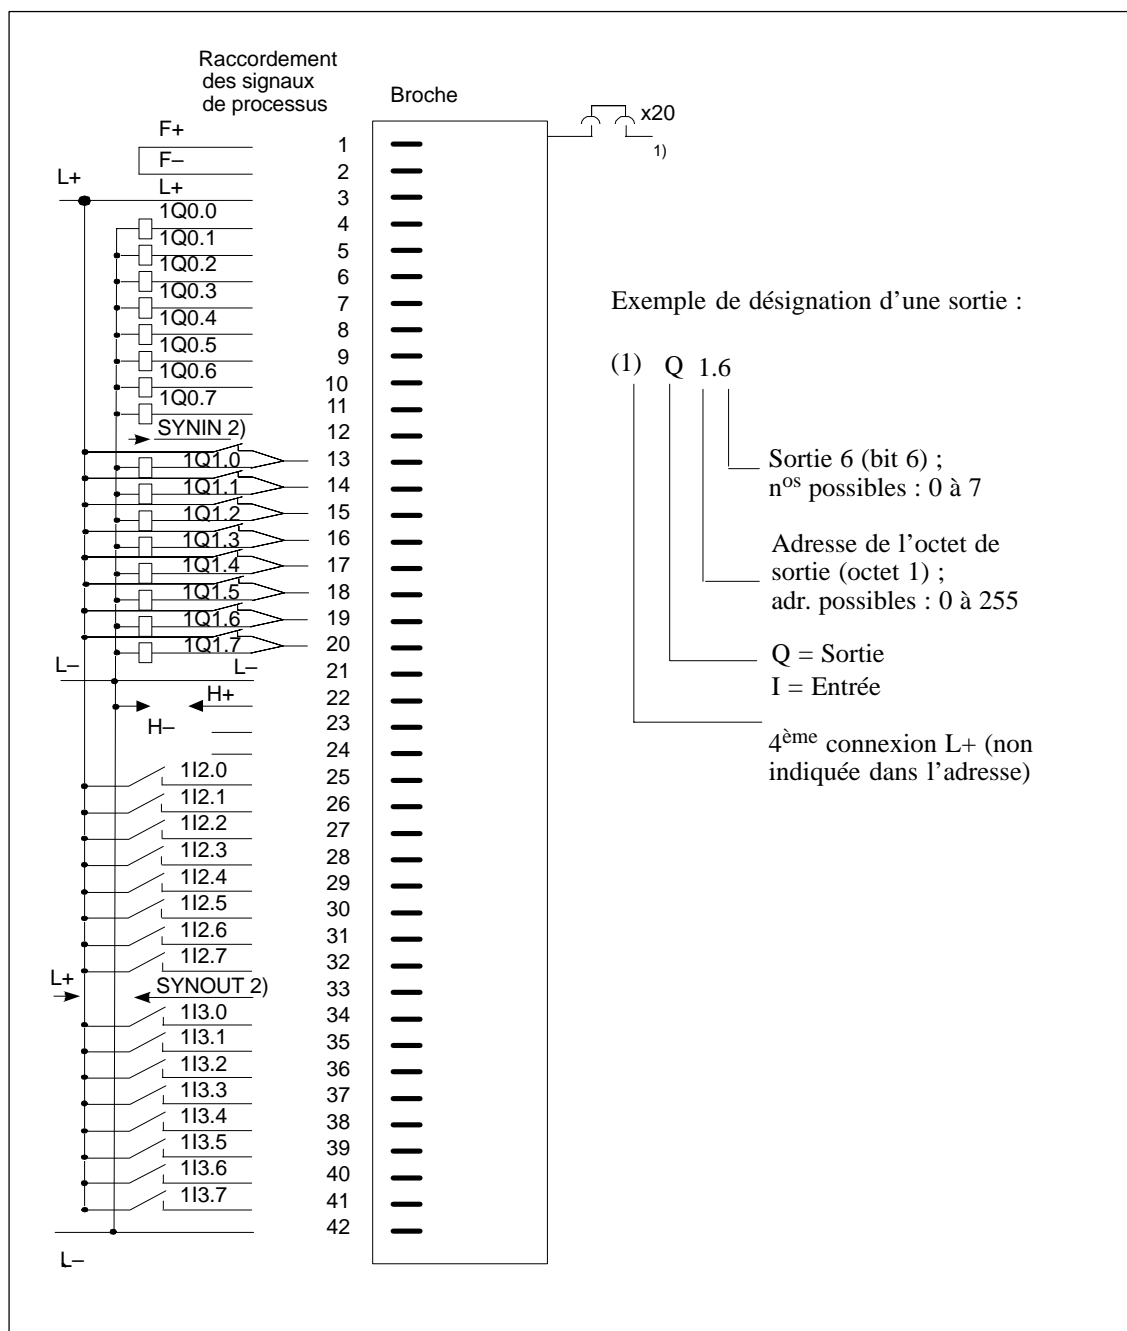 Raccordement
des signaux
de processus
Broche
x20
1)
F+
1
F–
2
L+
L+
3
1Q0.0
4
1Q0.1
5
1Q0.2
6
1Q0.3
7
1Q0.4
8
1Q0.5
9
1Q0.6
10
1Q0.7
11
SYNIN 2)
12
1Q1.0
13
1Q1.1
14
1Q1.2
15
1Q1.3
16
1Q1.4
17
1Q1.5
18
1Q1.6
19
1Q1.7
20
L–
L–
21
H+
22
H–
23
24
1I2.0
25
1I2.1
26
1I2.2
27
1I2.3
28
1I2.4
29
1I2.5
30
1I2.6
31
1I2.7
32
L+
SYNOUT 2)
33
1I3.0
34
1I3.1
35
1I3.2
36
1I3.3
37
1I3.4
38
1I3.5
39
1I3.6
40
1I3.7
41
42
L–
Exemple de désignation d’une sortie :
(1) Q 1.6
Sortie 6 (bit 6) ;
nos possibles : 0 à 7
Adresse de l’octet de
sortie (octet 1) ;
adr. possibles : 0 à 255
Q = Sortie
I = Entrée
4ème connexion L+ (non
indiquée dans l’adresse)